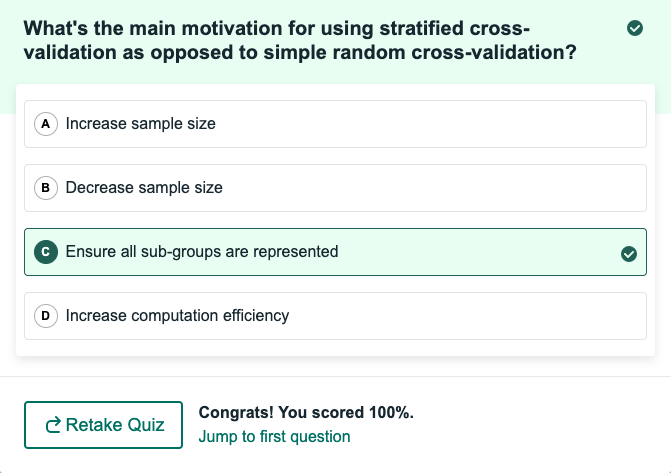 What's the main motivation for using stratified cross-
validation as opposed to simple random cross-validation?
A Increase sample size
B Decrease sample size
C Ensure all sub-groups are represented
D Increase computation efficiency
Retake Quiz
Congrats! You scored 100%.
Jump to first question